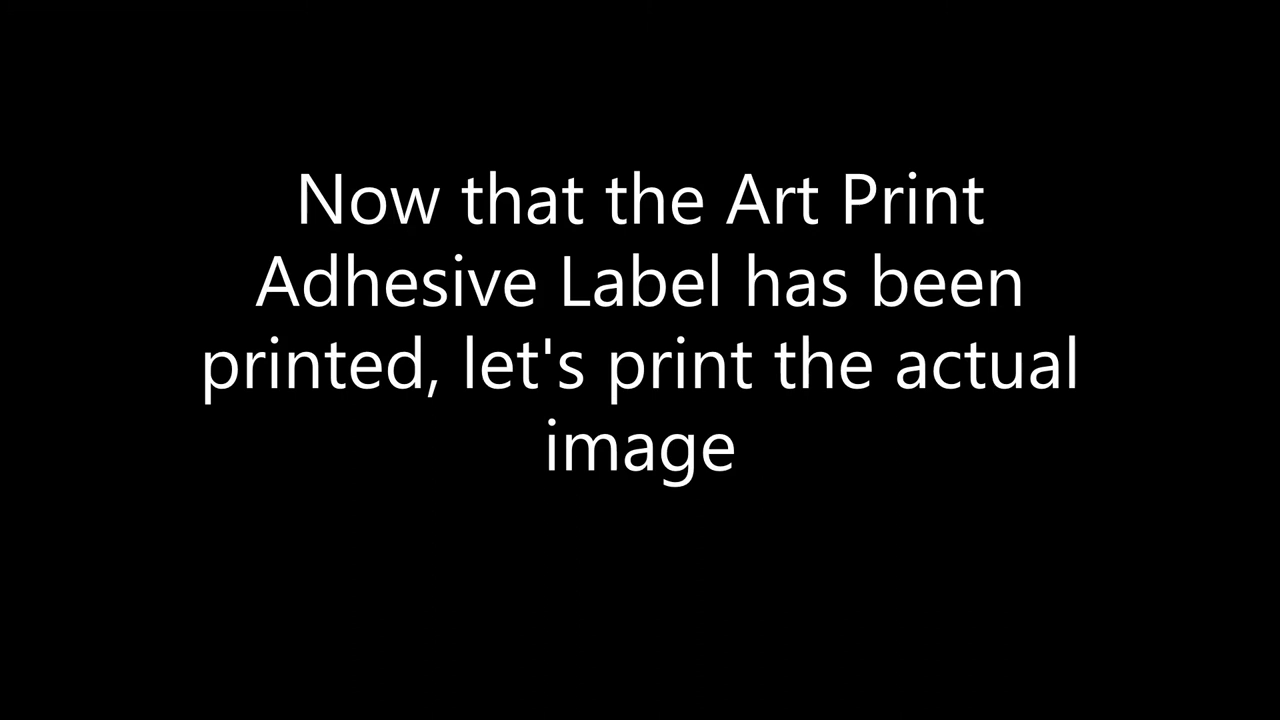 Now that the Art Print
Adhesive Label has been
printed, let's print the actual
image